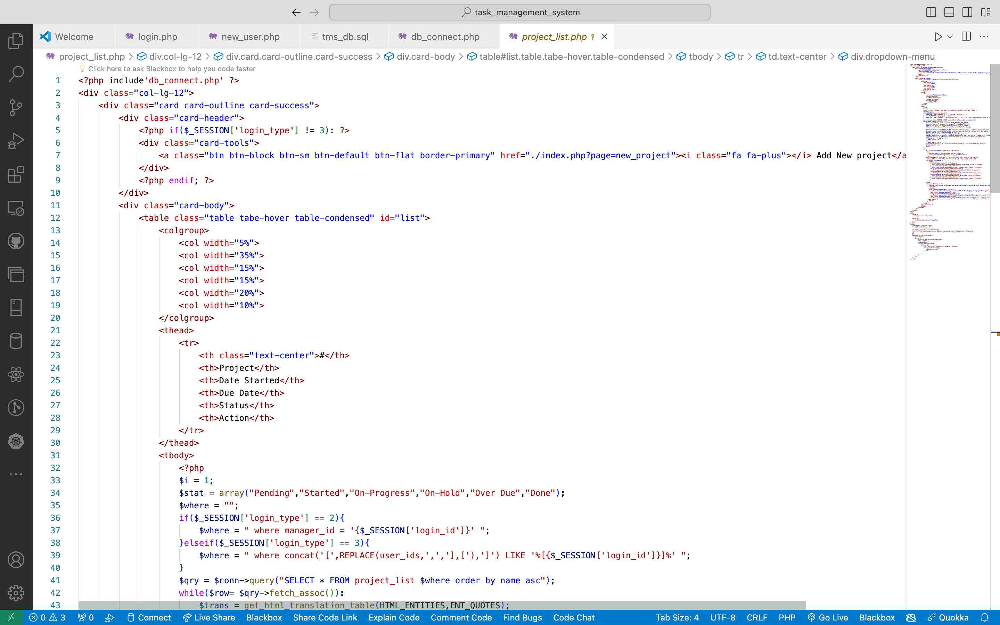 task_management_system
Welcome login.php new_user.php tms_db.sql db_connect.php project_list.php 1
project_list.php > div.col-lg-12 > div.card.card-outline.card-success > div.card-body > table#list.table.tabe-hover.table-condensed > tbody > tr > td.text-center > div.dropdown-menu
Click here to ask Blackbox to help you code faster
1 <?php include'db_connect.php' ?>
2 <div class="col-lg-12">
3 <div class="card card-outline card-success">
4 <div class="card-header">
5 <?php if($_SESSION['login_type'] != 3): ?>
6 <div class="card-tools">
7 <a class="btn btn-block btn-sm btn-default btn-flat border-primary" href="./index.php?page=new_project"><i class="fa fa-plus"></i> Add New project</a
8 </div>
9 <?php endif; ?>
10 </div>
11 <div class="card-body">
12 <table class="table tabe-hover table-condensed" id="list">
13 <colgroup>
14 <col width="5%">
15 <col width="35%">
16 <col width="15%">
17 <col width="15%">
18 <col width="20%">
19 <col width="10%">
20 </colgroup>
21 <thead>
22 <tr>
23 <th class="text-center">#</th>
24 <th>Project</th>
25 <th>Date Started</th>
26 <th>Due Date</th>
27 <th>Status</th>
28 <th>Action</th>
29 </tr>
30 </thead>
31 <tbody>
32 <?php
33 $i = 1;
34 $stat = array("Pending","Started","On-Progress","On-Hold","Over Due","Done");
35 $where = "";
36 if($_SESSION['login_type'] == 2){
37 $where = " where manager_id = '{$_SESSION['login_id']}' ";
38 }elseif($_SESSION['login_type'] == 3){
39 $where = " where concat('[',REPLACE(user_ids,',','],['),']') LIKE '%[{$_SESSION['login_id']}]%' ";
40 }
41 $qry = $conn->query("SELECT * FROM project_list $where order by name asc");
42 while($row= $qry->fetch_assoc()):
43 $trans = get_html_translation_table(HTML_ENTITIES,ENT_QUOTES);
0 3 0 Connect Live Share Blackbox Share Code Link Explain Code Comment Code Find Bugs Code Chat Tab Size: 4 UTF-8 CRLF PHP Go Live Blackbox Quokka